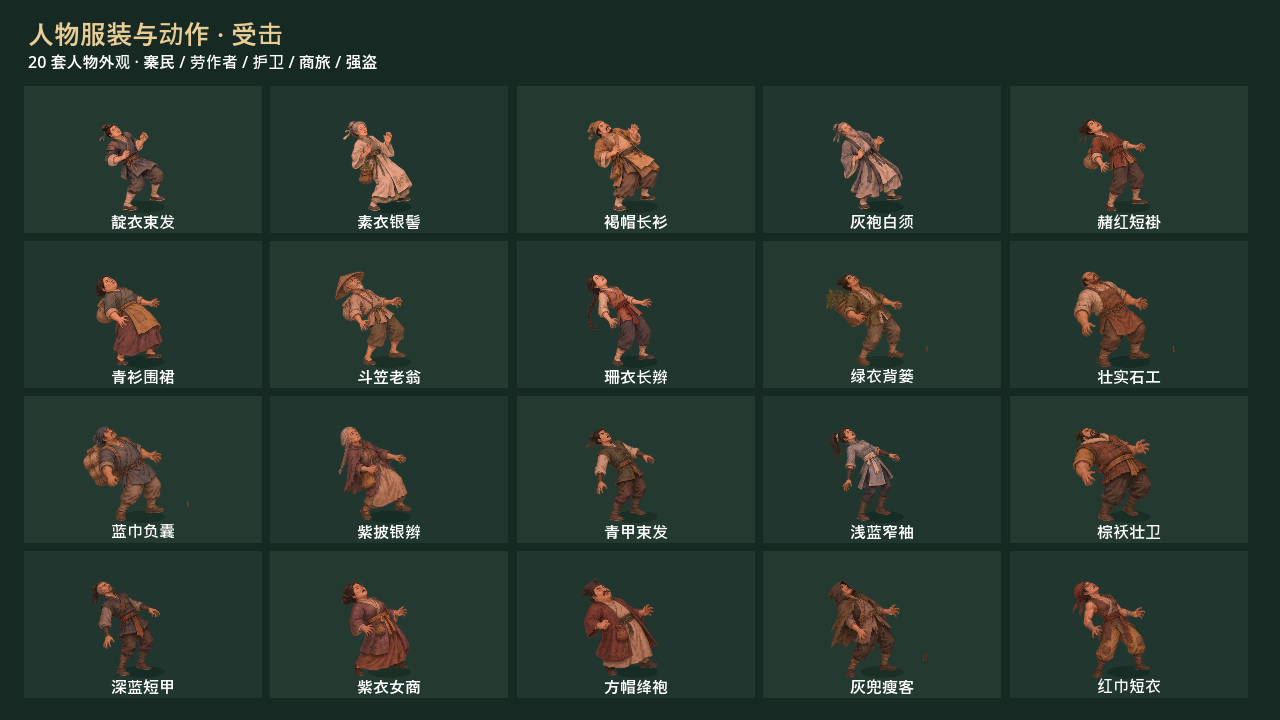 人物服装与动作 · 受击
20 套人物外观 · 寨民 / 劳作者 / 护卫 / 商旅 / 强盗
靛衣束发
素衣银髻
褐帽长衫
灰袍白须
赭红短褂
青衫围裙
斗笠老翁
珊衣长辫
绿衣背篓
壮实石工
蓝巾负囊
紫披银辫
青甲束发
浅蓝窄袖
棕袄壮卫
深蓝短甲
紫衣女商
方帽绛袍
灰兜瘦客
红巾短衣